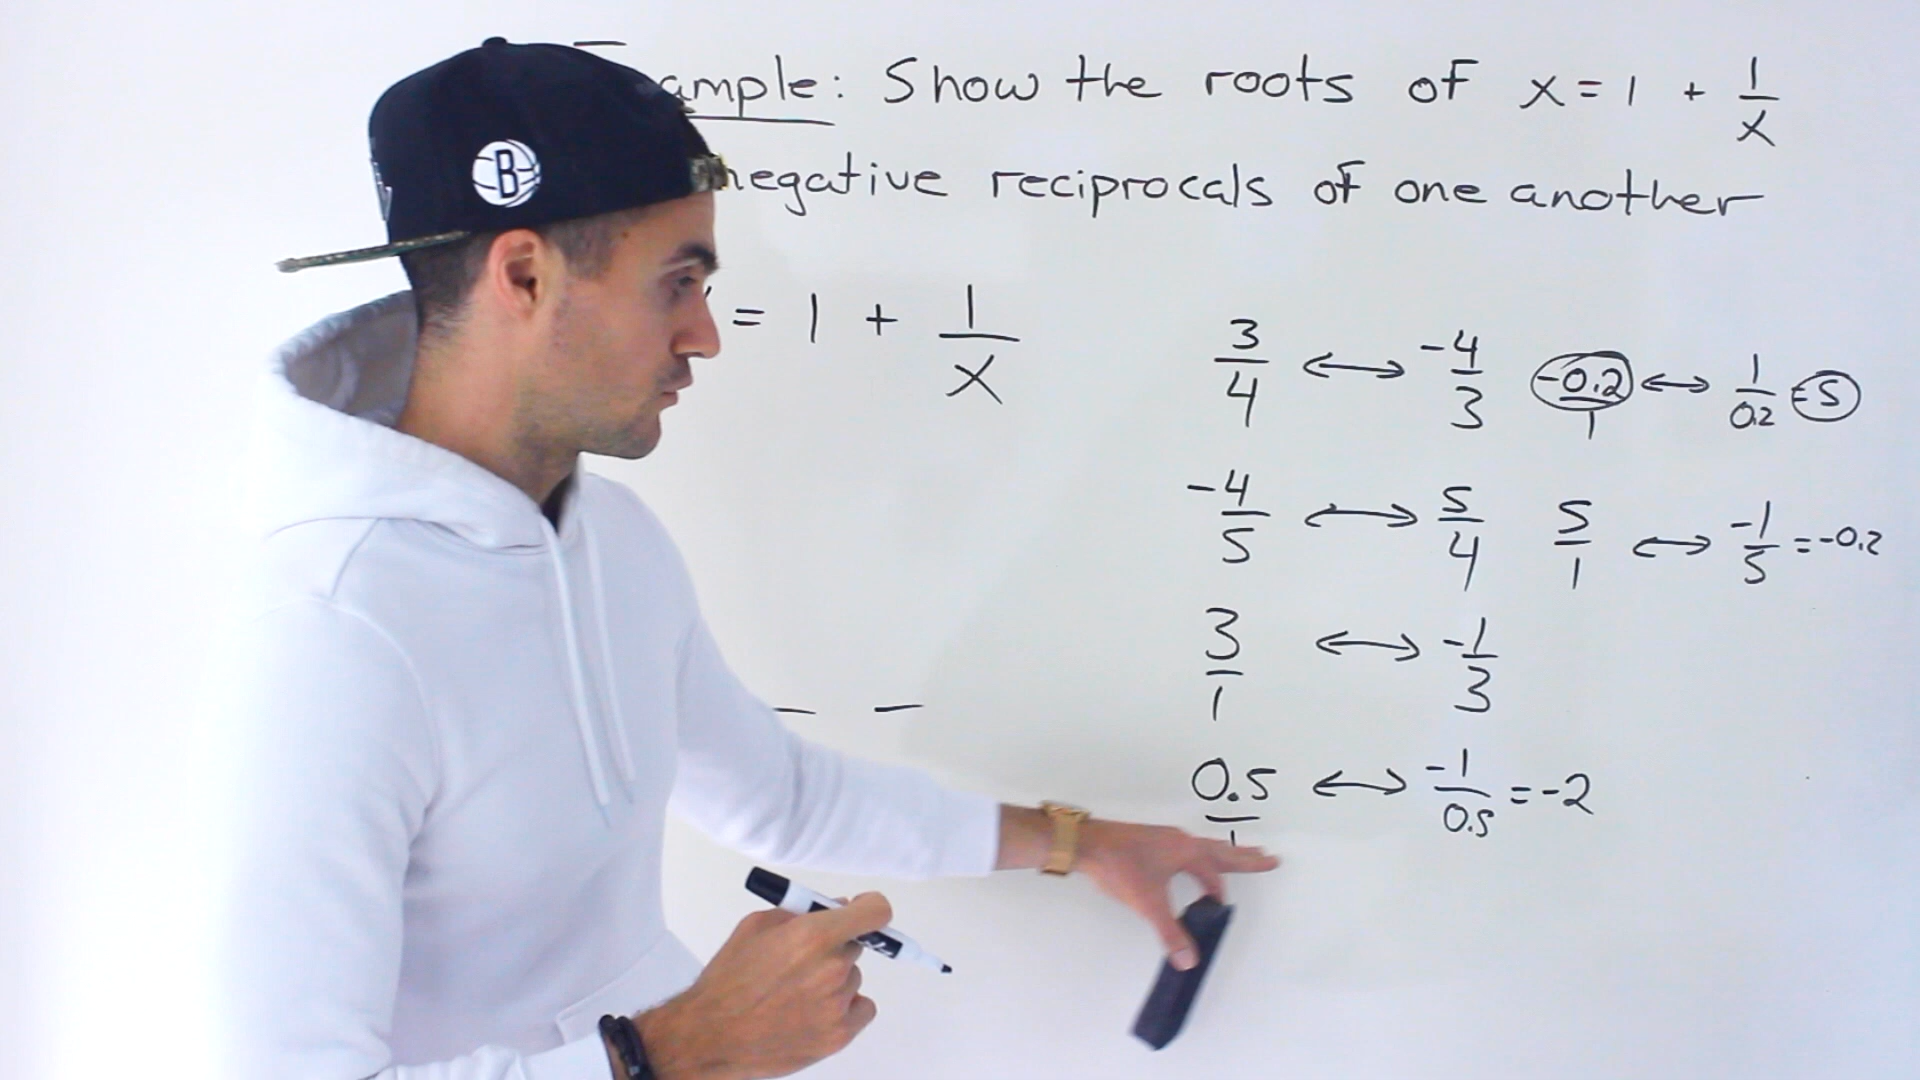 ample: Show the roots of x = 1 + 1/x
negative reciprocals of one another
= 1 + 1/x
3/4 ↔ -4/3
-0.2/1 ↔ 1/0.2 = 5
-4/5 ↔ 5/4
5/1 ↔ -1/5 = -0.2
3/1 ↔ -1/3
0.5/1 ↔ -1/0.5 = -2
B